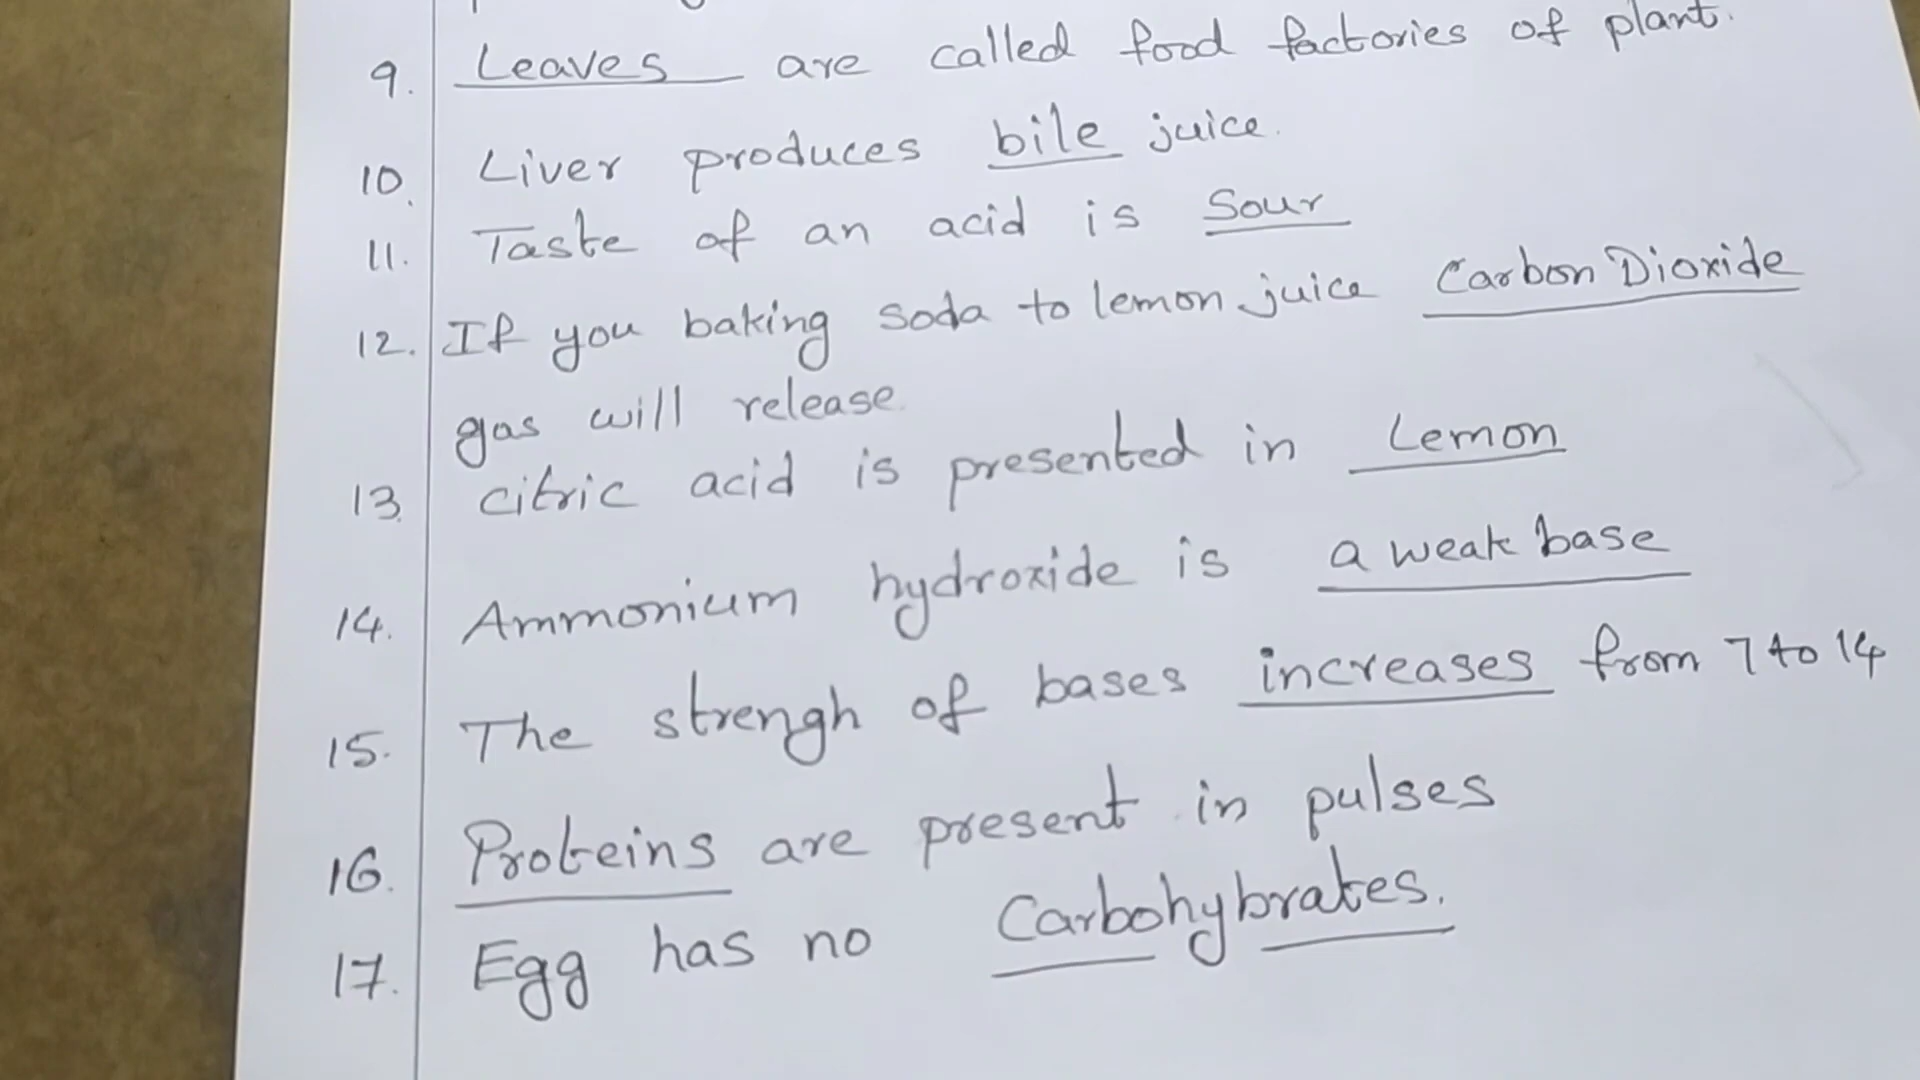 9. Leaves are called food factories of plant.
10. Liver produces bile juice.
11. Taste of an acid is Sour
12. If you baking soda to lemon juice Carbon Dioxide
gas will release.
13. citric acid is presented in Lemon
14. Ammonium hydroxide is a weak base
15. The strengh of bases increases from 7 to 14
16. Proteins are present in pulses
17. Egg has no Carbohybrates.